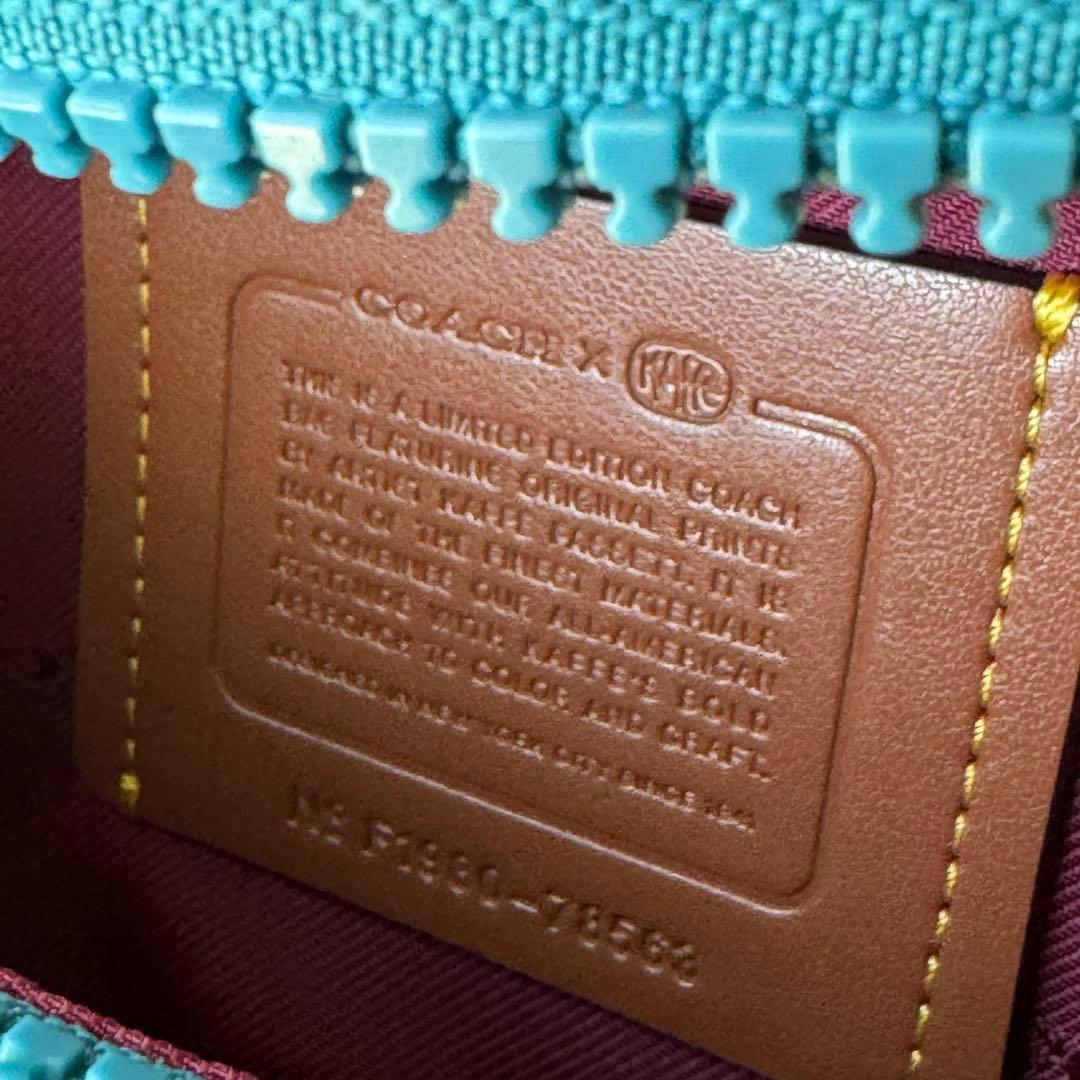 COACH X KAFFE
THIS IS A LIMITED EDITION COACH
BAG FEATURING ORIGINAL PRINTS
BY ARTIST KAFFE FASSETT. IT IS
MADE OF THE FINEST MATERIALS.
IT COMBINES OUR ALL-AMERICAN
ATTITUDE WITH KAFFE'S BOLD
APPROACH TO COLOR AND CRAFT.
NEW YORK CITY SINCE 1941